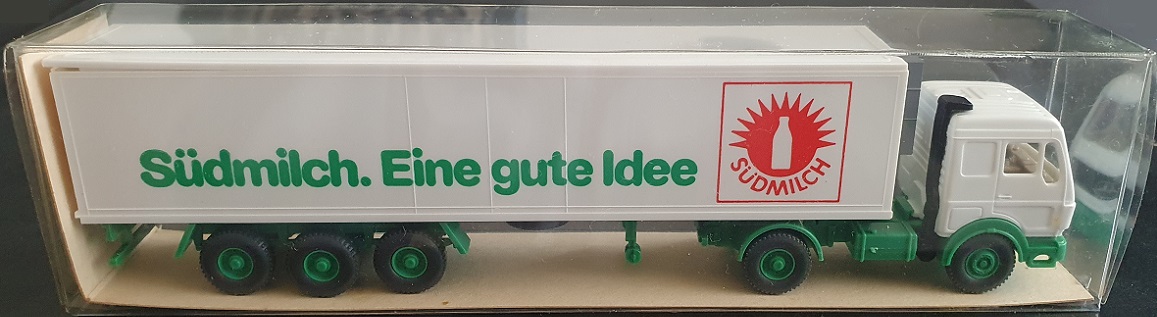 Südmilch. Eine gute Idee
SÜDMILCH